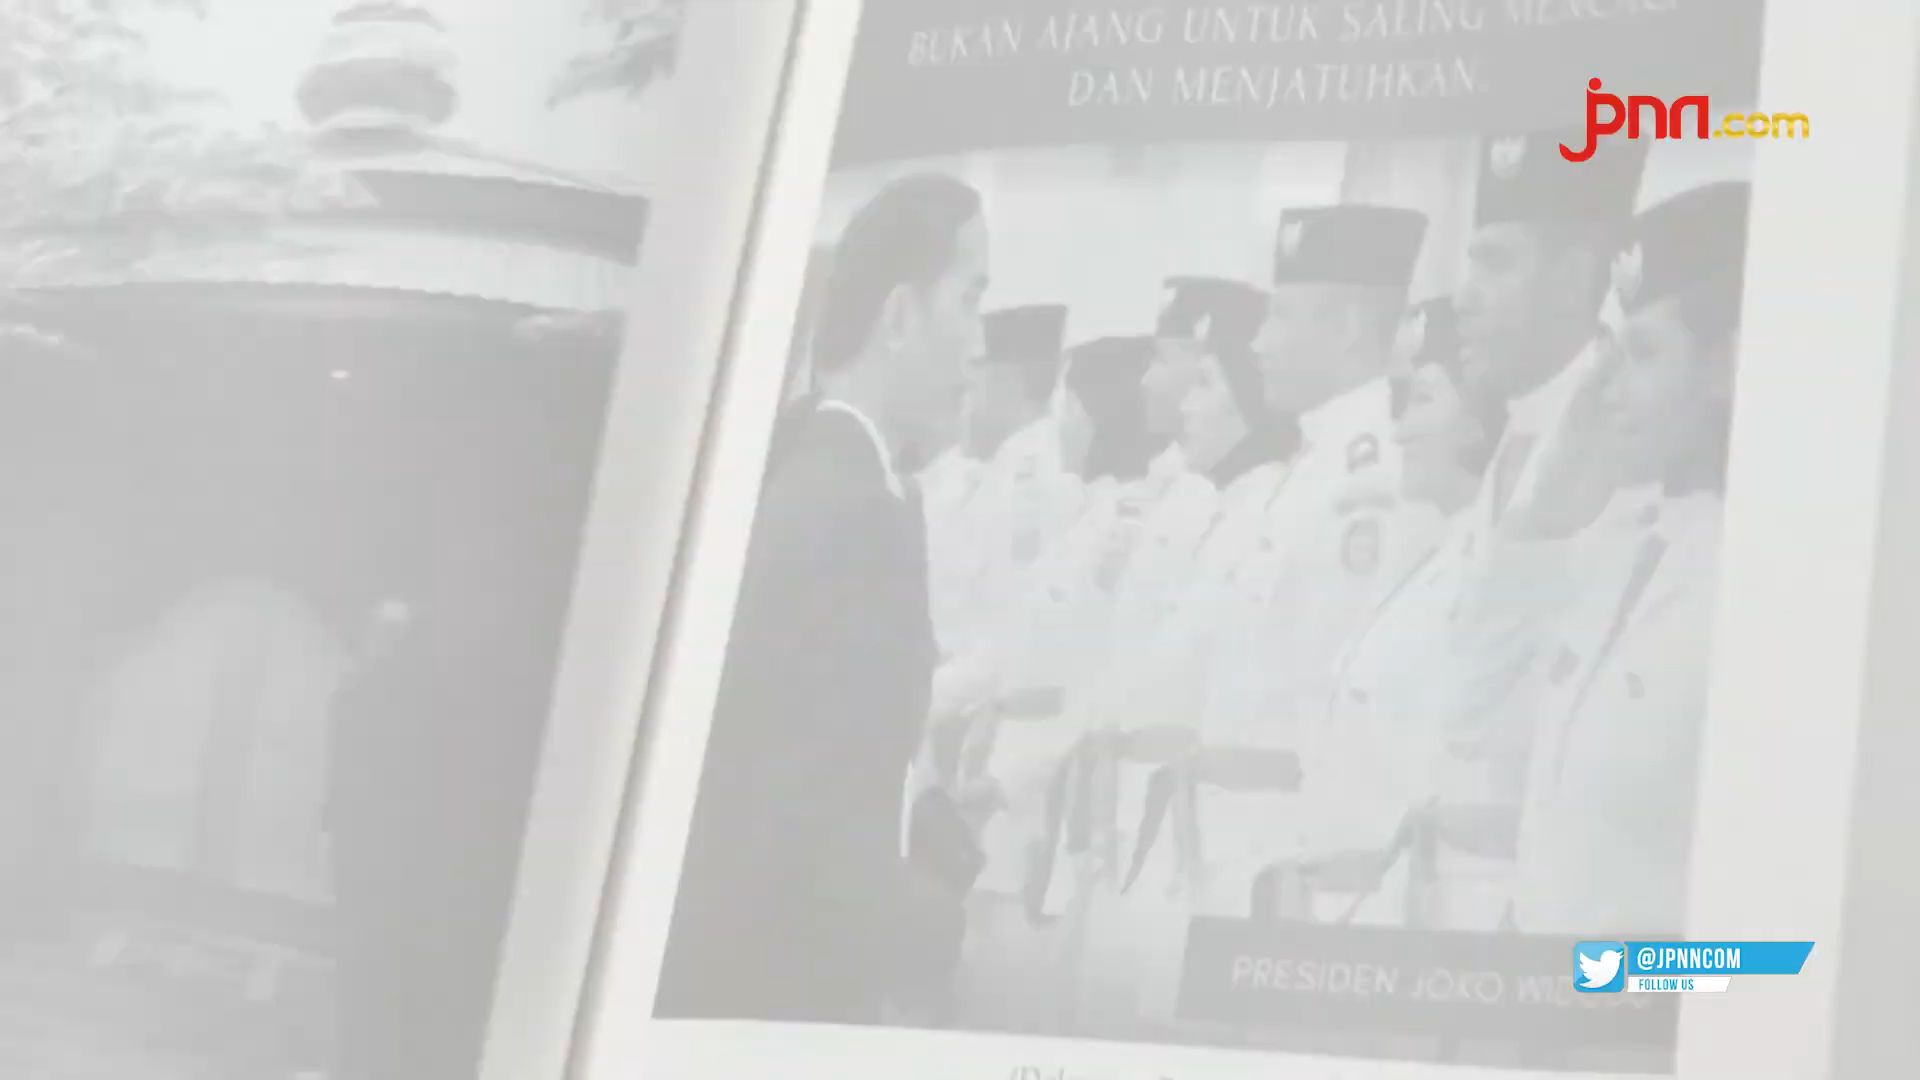 BUKAN AJANG UNTUK SALING
DAN MENJATUHKAN.
jpnn.com
PRESIDEN JOKO
@JPNNCOM
FOLLOW US